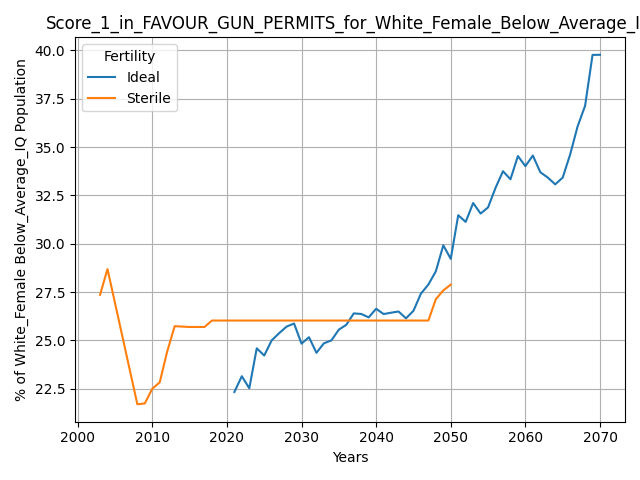 Score_1_in_FAVOUR_GUN_PERMITS_for_White_Female_Below_Average_I
% of White_Female Below_Average_IQ Population
40.0
37.5
35.0
32.5
30.0
27.5
25.0
22.5
Fertility
Ideal
Sterile
2000 2010 2020 2030 2040 2050 2060 2070
Years